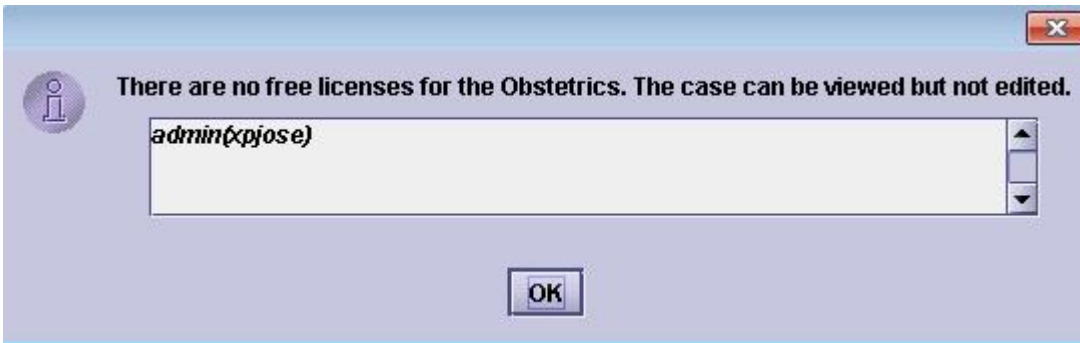 There are no free licenses for the Obstetrics. The case can be viewed but not edited.
admin(xpjose)
OK